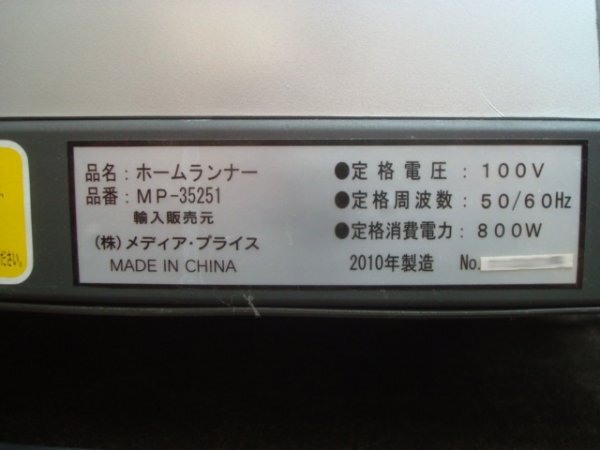 品名：ホームランナー
品番：MP-35251
輸入販売元
（株）メディア・プライス
MADE IN CHINA
●定格電圧：100V
●定格周波数：50/60Hz
●定格消費電力：800W
2010年製造 No.
ださい。